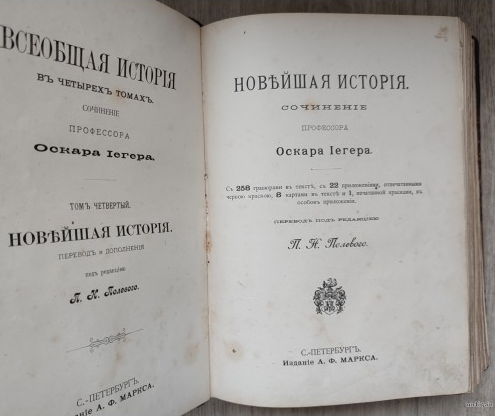 ВСЕОБЩАЯ ИСТОРІЯ
ВЪ ЧЕТЫРЕХЪ ТОМАХЪ.
СОЧИНЕНІЕ
ПРОФЕССОРА
Оскара Іегера.
ТОМЪ ЧЕТВЕРТЫЙ.
НОВѢЙШАЯ ИСТОРІЯ.
ПЕРЕВОДЪ и ДОПОЛНЕНІЯ
подъ редакціею
П. Н. Полевого.
С.-ПЕТЕРБУРГЪ.
Изданіе А. Ф. МАРКСА.
НОВѢЙШАЯ ИСТОРІЯ.
СОЧИНЕНІЕ
ПРОФЕССОРА
Оскара Іегера.
Съ 258 гравюрами въ текстѣ, съ 22 приложеніями, отпечатанными
черною краскою, 8 картами въ текстѣ и 1, печатанной красками, въ
особомъ приложеніи.
ПЕРЕВОДЪ ПОДЪ РЕДАКЦІЕЮ
П. Н. Полевого.
С.-ПЕТЕРБУРГЪ.
Изданіе А. Ф. МАРКСА.